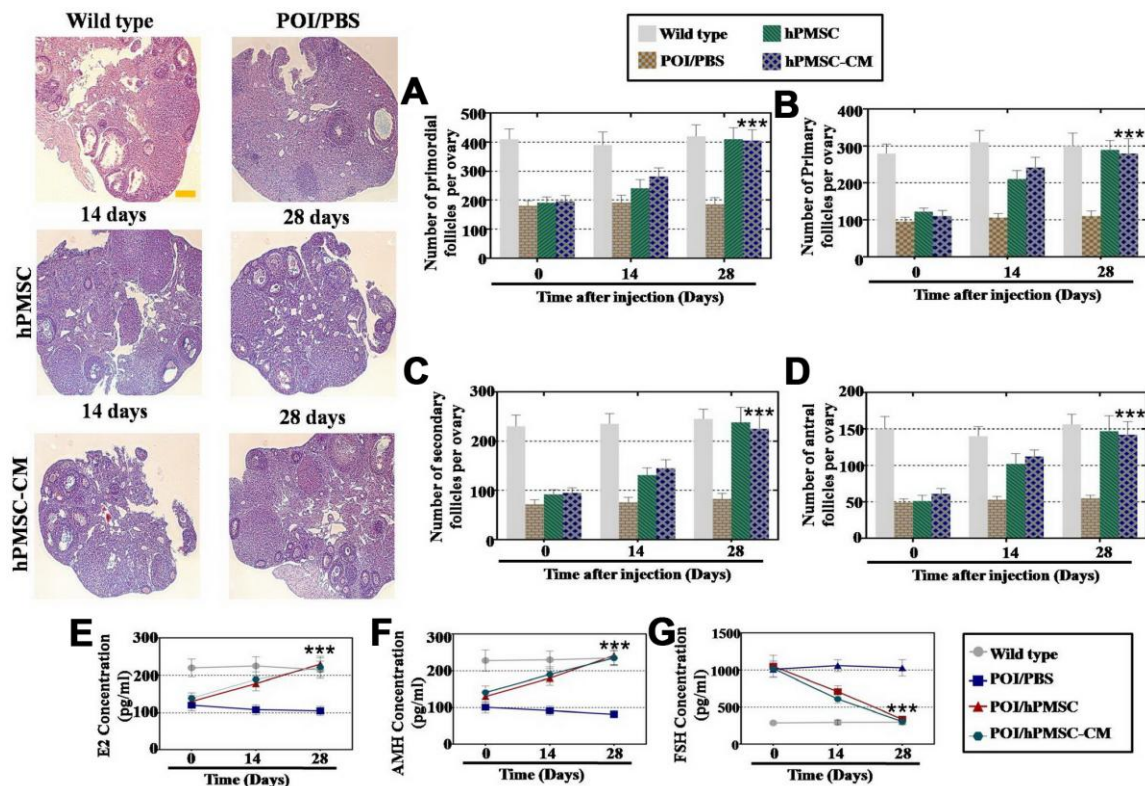 Wild type
POI/PBS
14 days
28 days
hPMSC
14 days
28 days
hPMSC-CM
Wild type
hPMSC
POI/PBS
hPMSC-CM
A
Number of primordial
follicles per ovary
500
400
300
200
100
0
***
0
14
28
Time after injection (Days)
B
Number of Primary
follicles per ovary
400
300
200
100
0
***
0
14
28
Time after injection (Days)
C
Number of secondary
follicles per ovary
300
200
100
0
***
0
14
28
Time after injection (Days)
D
Number of antral
follicles per ovary
200
150
100
50
0
***
0
14
28
Time after injection (Days)
E
E2 Concentration
(pg/ml)
300
200
100
0
***
0
14
28
Time (Days)
F
AMH Concentration
(pg/ml)
300
200
100
0
***
0
14
28
Time (Days)
G
FSH Concentration
(pg/ml)
1500
1000
500
0
***
0
14
28
Time (Days)
Wild type
POI/PBS
POI/hPMSC
POI/hPMSC-CM